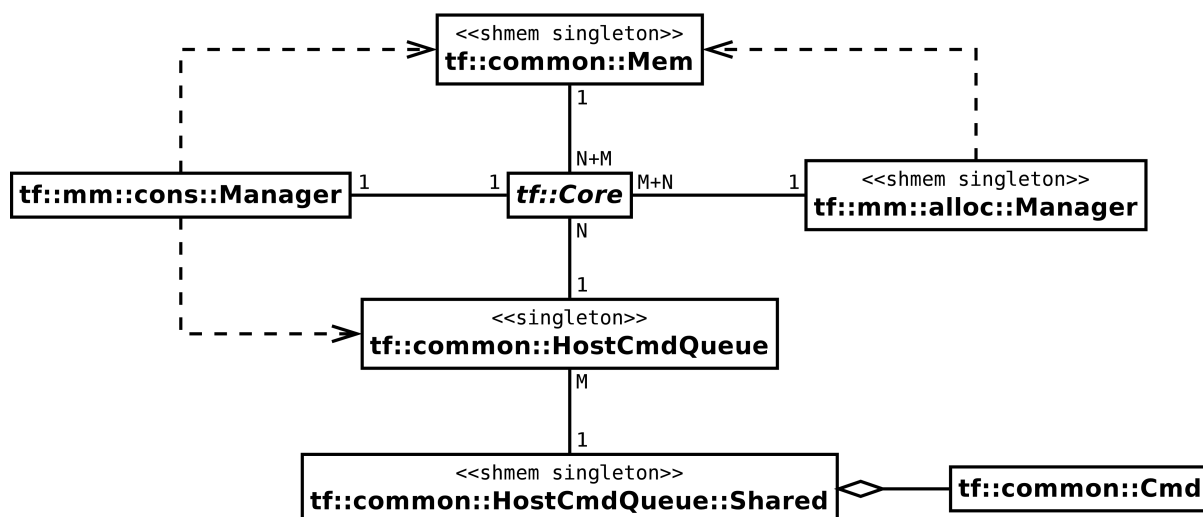 <<shmem singleton>>
tf::common::Mem
1
N+M
tf::mm::cons::Manager
1
1
tf::Core
M+N
1
<<shmem singleton>>
tf::mm::alloc::Manager
N
1
<<singleton>>
tf::common::HostCmdQueue
M
1
<<shmem singleton>>
tf::common::HostCmdQueue::Shared
tf::common::Cmd